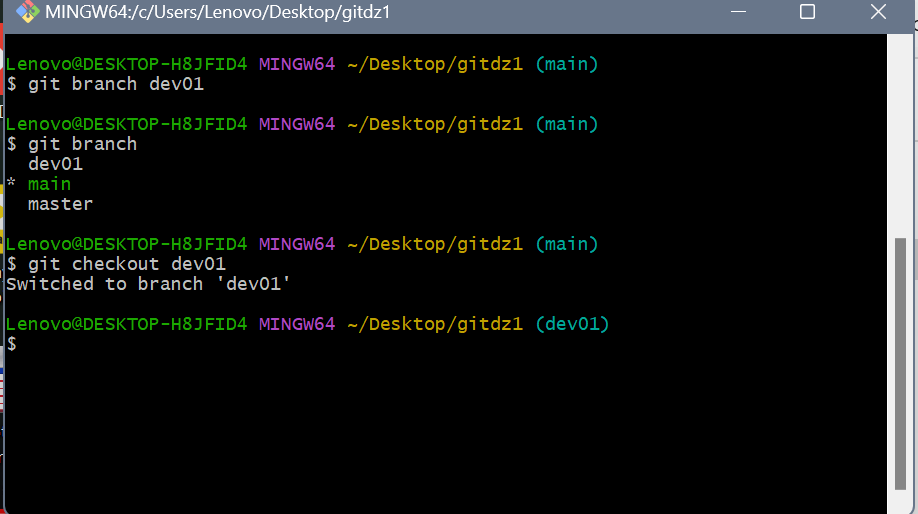 MINGW64:/c/Users/Lenovo/Desktop/gitdz1
Lenovo@DESKTOP-H8JFID4 MINGW64 ~/Desktop/gitdz1 (main)
$ git branch dev01
Lenovo@DESKTOP-H8JFID4 MINGW64 ~/Desktop/gitdz1 (main)
$ git branch
  dev01
* main
  master
Lenovo@DESKTOP-H8JFID4 MINGW64 ~/Desktop/gitdz1 (main)
$ git checkout dev01
Switched to branch 'dev01'
Lenovo@DESKTOP-H8JFID4 MINGW64 ~/Desktop/gitdz1 (dev01)
$